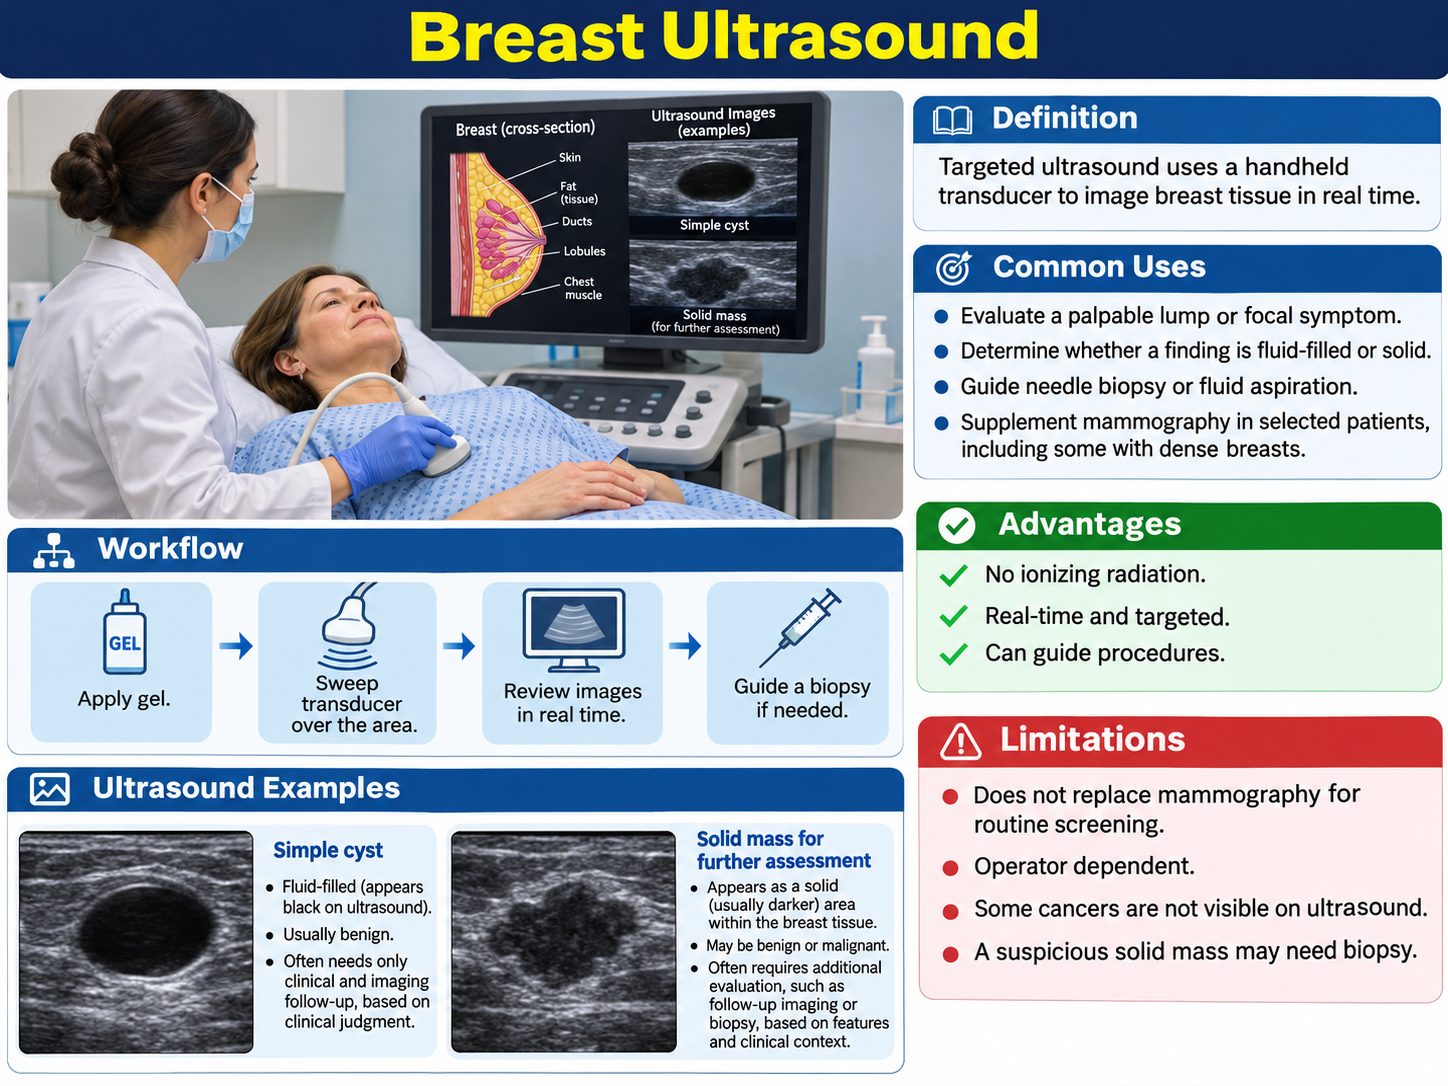 Breast Ultrasound
Breast (cross-section)
Skin
Fat
(tissue)
Ducts
Lobules
Chest
muscle
Ultrasound Images
(examples)
Simple cyst
Solid mass
(for further assessment)
Definition
Targeted ultrasound uses a handheld
transducer to image breast tissue in real time.
Common Uses
Evaluate a palpable lump or focal symptom.
Determine whether a finding is fluid-filled or solid.
Guide needle biopsy or fluid aspiration.
Supplement mammography in selected patients,
including some with dense breasts.
Advantages
No ionizing radiation.
Real-time and targeted.
Can guide procedures.
Limitations
Does not replace mammography for
routine screening.
Operator dependent.
Some cancers are not visible on ultrasound.
A suspicious solid mass may need biopsy.
Workflow
GEL
Apply gel.
Sweep
transducer
over the area.
Review images
in real time.
Guide a biopsy
if needed.
Ultrasound Examples
Simple cyst
Fluid-filled (appears
black on ultrasound).
Usually benign.
Often needs only
clinical and imaging
follow-up, based on
clinical judgment.
Solid mass for
further assessment
Appears as a solid
(usually darker) area
within the breast tissue.
May be benign or malignant.
Often requires additional
evaluation, such as
follow-up imaging or
biopsy, based on features
and clinical context.